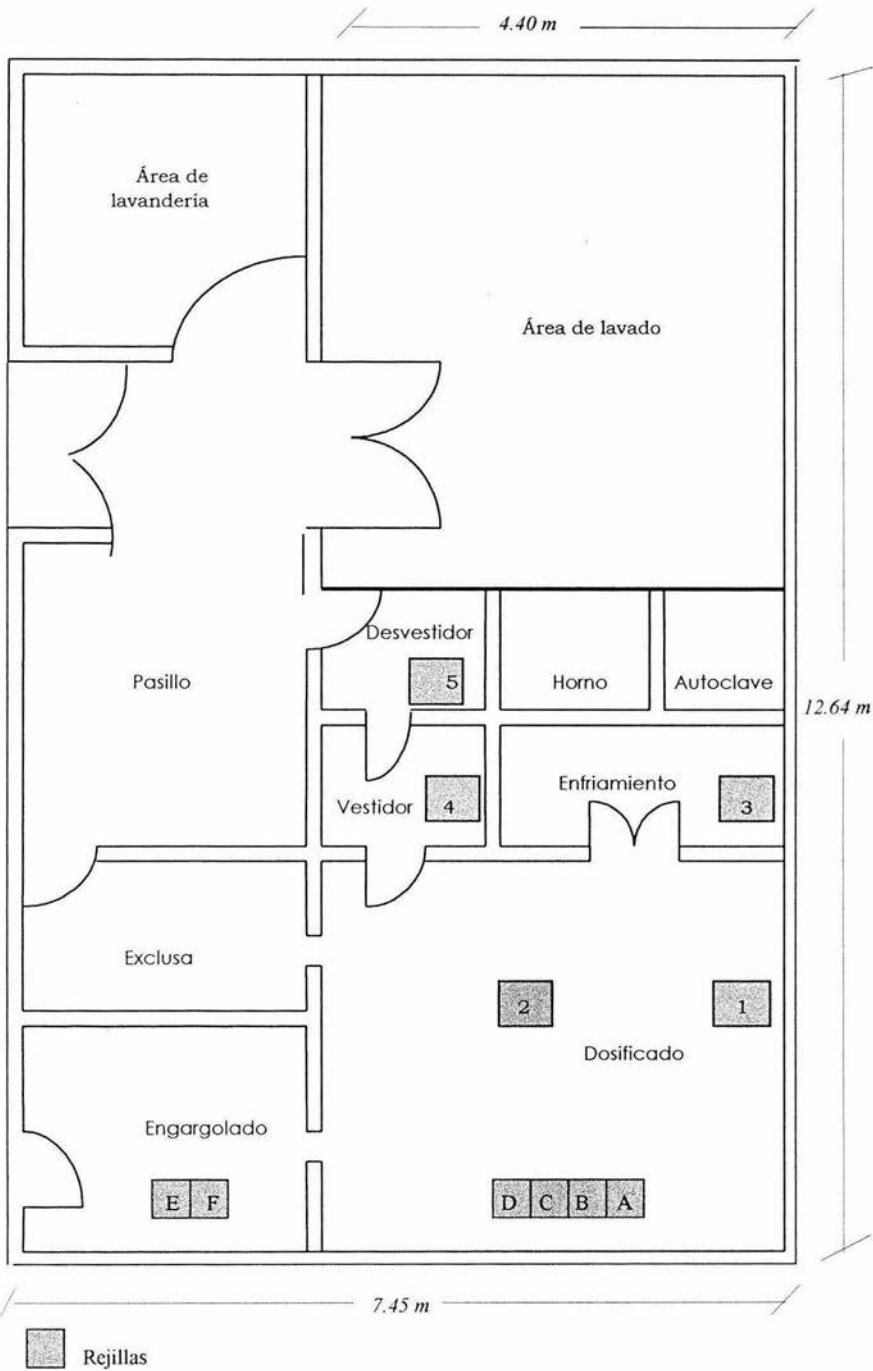 4.40 m
Área de
lavandería
Área de lavado
Desvestidor
5
Horno
Autoclave
Pasillo
12.64 m
Enfriamiento
Vestidor
4
3
Exclusa
2
1
Dosificado
Engargolado
E F
D C B A
7.45 m
Rejillas